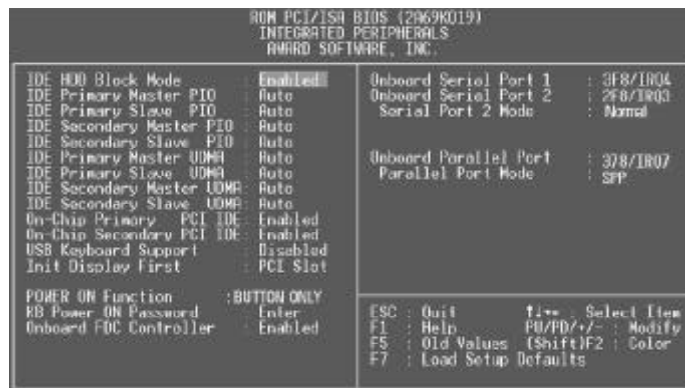 ROM PCI/ISA BIOS (2A69KO19)
INTEGRATED PERIPHERALS
AWARD SOFTWARE, INC.
IDE HDD Block Mode : Enabled
IDE Primary Master PIO : Auto
IDE Primary Slave PIO : Auto
IDE Secondary Master PIO : Auto
IDE Secondary Slave PIO : Auto
IDE Primary Master UDMA : Auto
IDE Primary Slave UDMA : Auto
IDE Secondary Master UDMA: Auto
IDE Secondary Slave UDMA: Auto
On-Chip Primary PCI IDE: Enabled
On-Chip Secondary PCI IDE: Enabled
USB Keyboard Support : Disabled
Init Display First : PCI Slot
POWER ON Function :BUTTON ONLY
KB Power ON Password : Enter
Onboard FDC Controller : Enabled
Onboard Serial Port 1 : 3F8/IRQ4
Onboard Serial Port 2 : 2F8/IRQ3
Serial Port 2 Mode : Normal
Onboard Parallel Port : 378/IRQ7
Parallel Port Mode : SPP
ESC : Quit ↑↓→← : Select Item
F1 : Help PU/PD/+/- : Modify
F5 : Old Values (Shift)F2 : Color
F7 : Load Setup Defaults